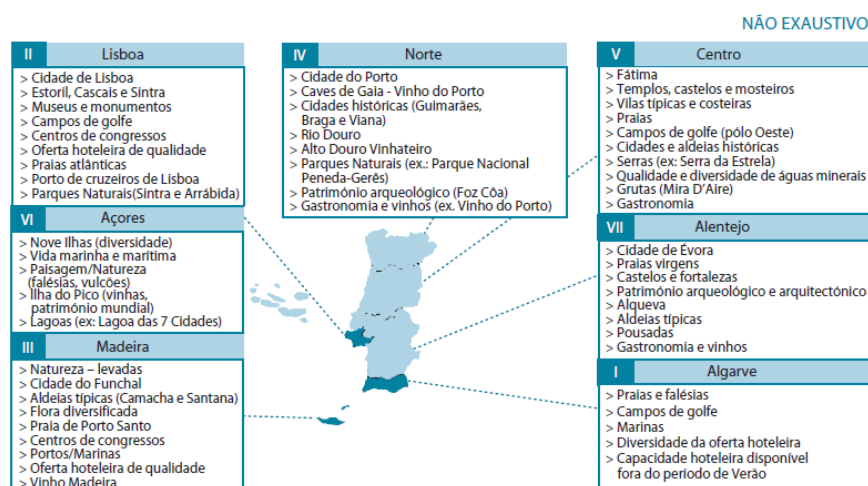 NÃO EXAUSTIVO
II Lisboa
> Cidade de Lisboa
> Estoril, Cascais e Sintra
> Museus e monumentos
> Campos de golfe
> Centros de congressos
> Oferta hoteleira de qualidade
> Praias atlânticas
> Porto de cruzeiros de Lisboa
> Parques Naturais(Sintra e Arrábida)
IV Norte
> Cidade do Porto
> Caves de Gaia - Vinho do Porto
> Cidades históricas (Guimarães,
Braga e Viana)
> Rio Douro
> Alto Douro Vinhateiro
> Parques Naturais (ex.: Parque Nacional
Peneda-Gerês)
> Património arqueológico (Foz Côa)
> Gastronomia e vinhos (ex. Vinho do Porto)
V Centro
> Fátima
> Templos, castelos e mosteiros
> Vilas típicas e costeiras
> Praias
> Campos de golfe (pólo Oeste)
> Cidades e aldeias históricas
> Serras (ex: Serra da Estrela)
> Qualidade e diversidade de águas minerais
> Grutas (Mira D'Aire)
> Gastronomia
VI Açores
> Nove Ilhas (diversidade)
> Vida marinha e marítima
> Paisagem/Natureza
(falésias, vulcões)
> Ilha do Pico (vinhas,
património mundial)
> Lagoas (ex: Lagoa das 7 Cidades)
VII Alentejo
> Cidade de Évora
> Praias virgens
> Castelos e fortalezas
> Património arqueológico e arquitectónico
> Alqueva
> Aldeias típicas
> Pousadas
> Gastronomia e vinhos
III Madeira
> Natureza – levadas
> Cidade do Funchal
> Aldeias típicas (Camacha e Santana)
> Flora diversificada
> Praia de Porto Santo
> Centros de congressos
> Portos/Marinas
> Oferta hoteleira de qualidade
> Vinho Madeira
I Algarve
> Praias e falésias
> Campos de golfe
> Marinas
> Diversidade da oferta hoteleira
> Capacidade hoteleira disponível
fora do período de Verão